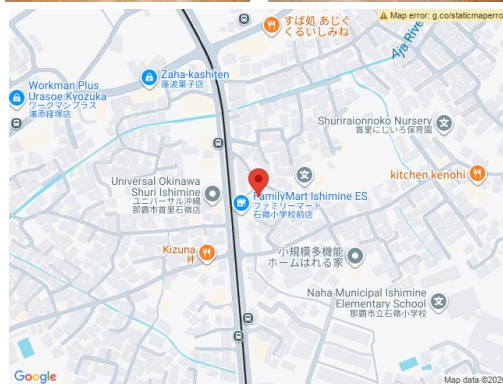 Map error: g.co/staticmaperro
すば処 あじぐ
くるいしみね
Aja River
Zaha-kashiten
座波菓子店
Workman Plus
Urasoe Kyozuka
ワークマンプラス
浦添経塚店
Shuriraionnoko Nursery
首里にじいろ保育園
kitchen kenohi
Universal Okinawa
Shuri Ishimine
ユニバーサル沖縄
那覇市首里石嶺店
FamilyMart Ishimine ES
ファミリーマート
石嶺小学校前店
Kizuna
絆
小規模多機能
ホームはれる家
Naha Municipal Ishimine
Elementary School
那覇市立石嶺小学校
Google
Map data ©202